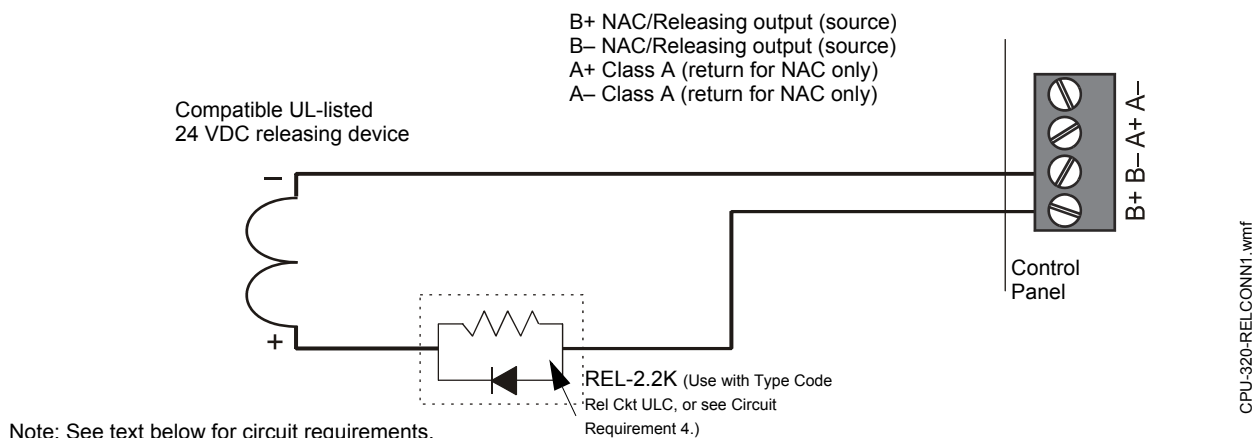 B+ NAC/Releasing output (source)
B– NAC/Releasing output (source)
A+ Class A (return for NAC only)
A– Class A (return for NAC only)
Compatible UL-listed
24 VDC releasing device
–
+
B+ B– A+ A–
Control
Panel
REL-2.2K (Use with Type Code
Rel Ckt ULC, or see Circuit
Requirement 4.)
Note: See text below for circuit requirements.
CPU-320-RELCONN1.wmf